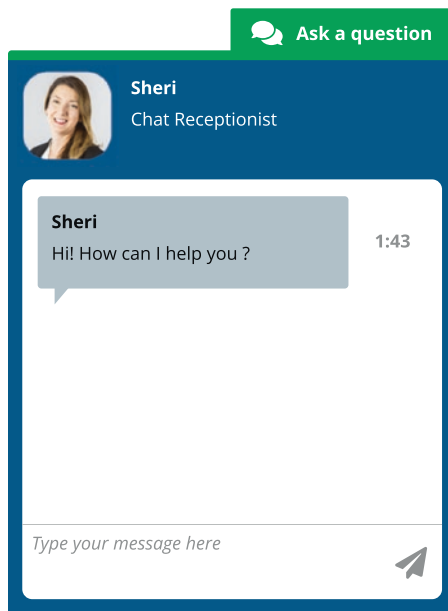 Ask a question
Sheri
Chat Receptionist
Sheri
Hi! How can I help you ?
1:43
Type your message here